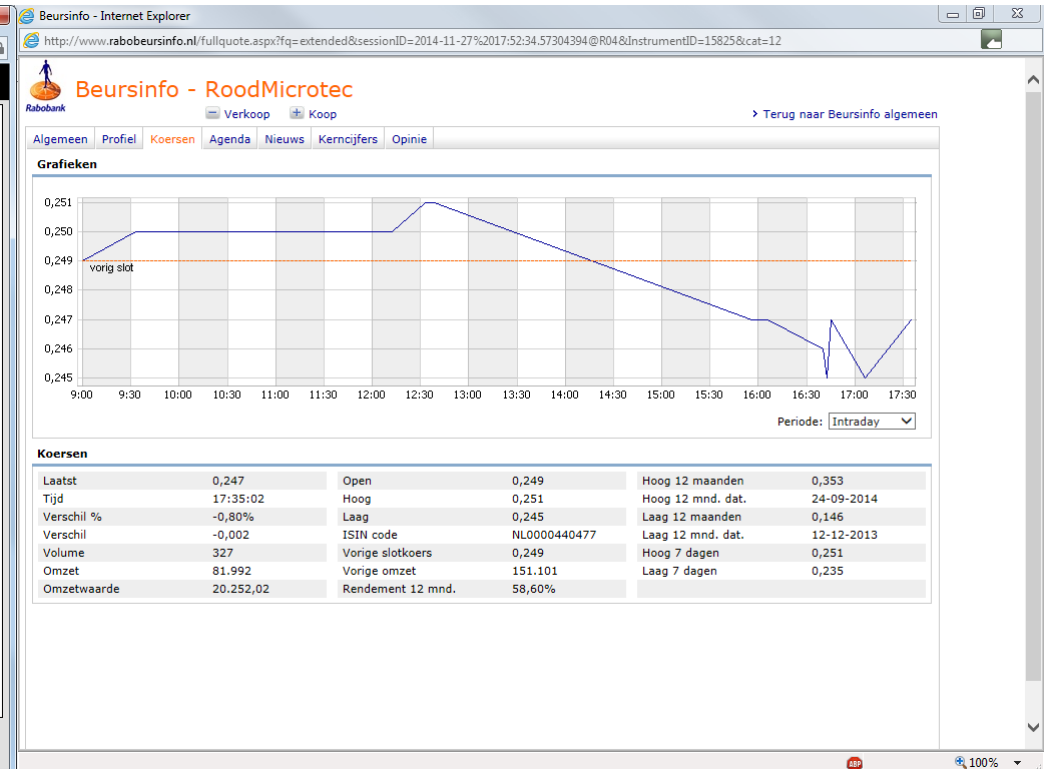 Beursinfo - Internet Explorer
http://www.rabobeursinfo.nl/fullquote.aspx?fq=extended&sessionID=2014-11-27%2017:52:34.57304394@R04&InstrumentID=15825&cat=12
Rabobank
Beursinfo - RoodMicrotec
Verkoop Koop
Terug naar Beursinfo algemeen
Algemeen Profiel Koersen Agenda Nieuws Kerncijfers Opinie
Grafieken
0,251
0,250
0,249
vorig slot
0,248
0,247
0,246
0,245
9:00 9:30 10:00 10:30 11:00 11:30 12:00 12:30 13:00 13:30 14:00 14:30 15:00 15:30 16:00 16:30 17:00 17:30
Periode: Intraday
Koersen
Laatst 0,247 Open 0,249 Hoog 12 maanden 0,353
Tijd 17:35:02 Hoog 0,251 Hoog 12 mnd. dat. 24-09-2014
Verschil % -0,80% Laag 0,245 Laag 12 maanden 0,146
Verschil -0,002 ISIN code NL0000440477 Laag 12 mnd. dat. 12-12-2013
Volume 327 Vorige slotkoers 0,249 Hoog 7 dagen 0,251
Omzet 81.992 Vorige omzet 151.101 Laag 7 dagen 0,235
Omzetwaarde 20.252,02 Rendement 12 mnd. 58,60%
ABP
100%